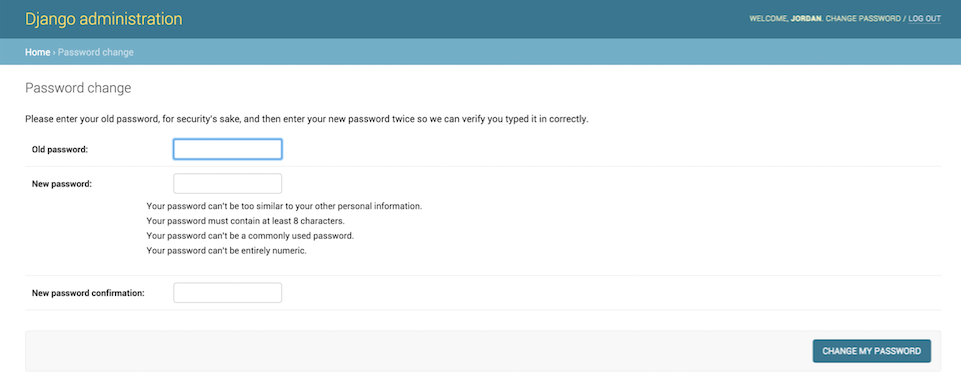 Django administration
WELCOME, JORDAN. CHANGE PASSWORD / LOG OUT
Home › Password change
Password change
Please enter your old password, for security's sake, and then enter your new password twice so we can verify you typed it in correctly.
Old password:
New password:
Your password can't be too similar to your other personal information.
Your password must contain at least 8 characters.
Your password can't be a commonly used password.
Your password can't be entirely numeric.
New password confirmation:
CHANGE MY PASSWORD